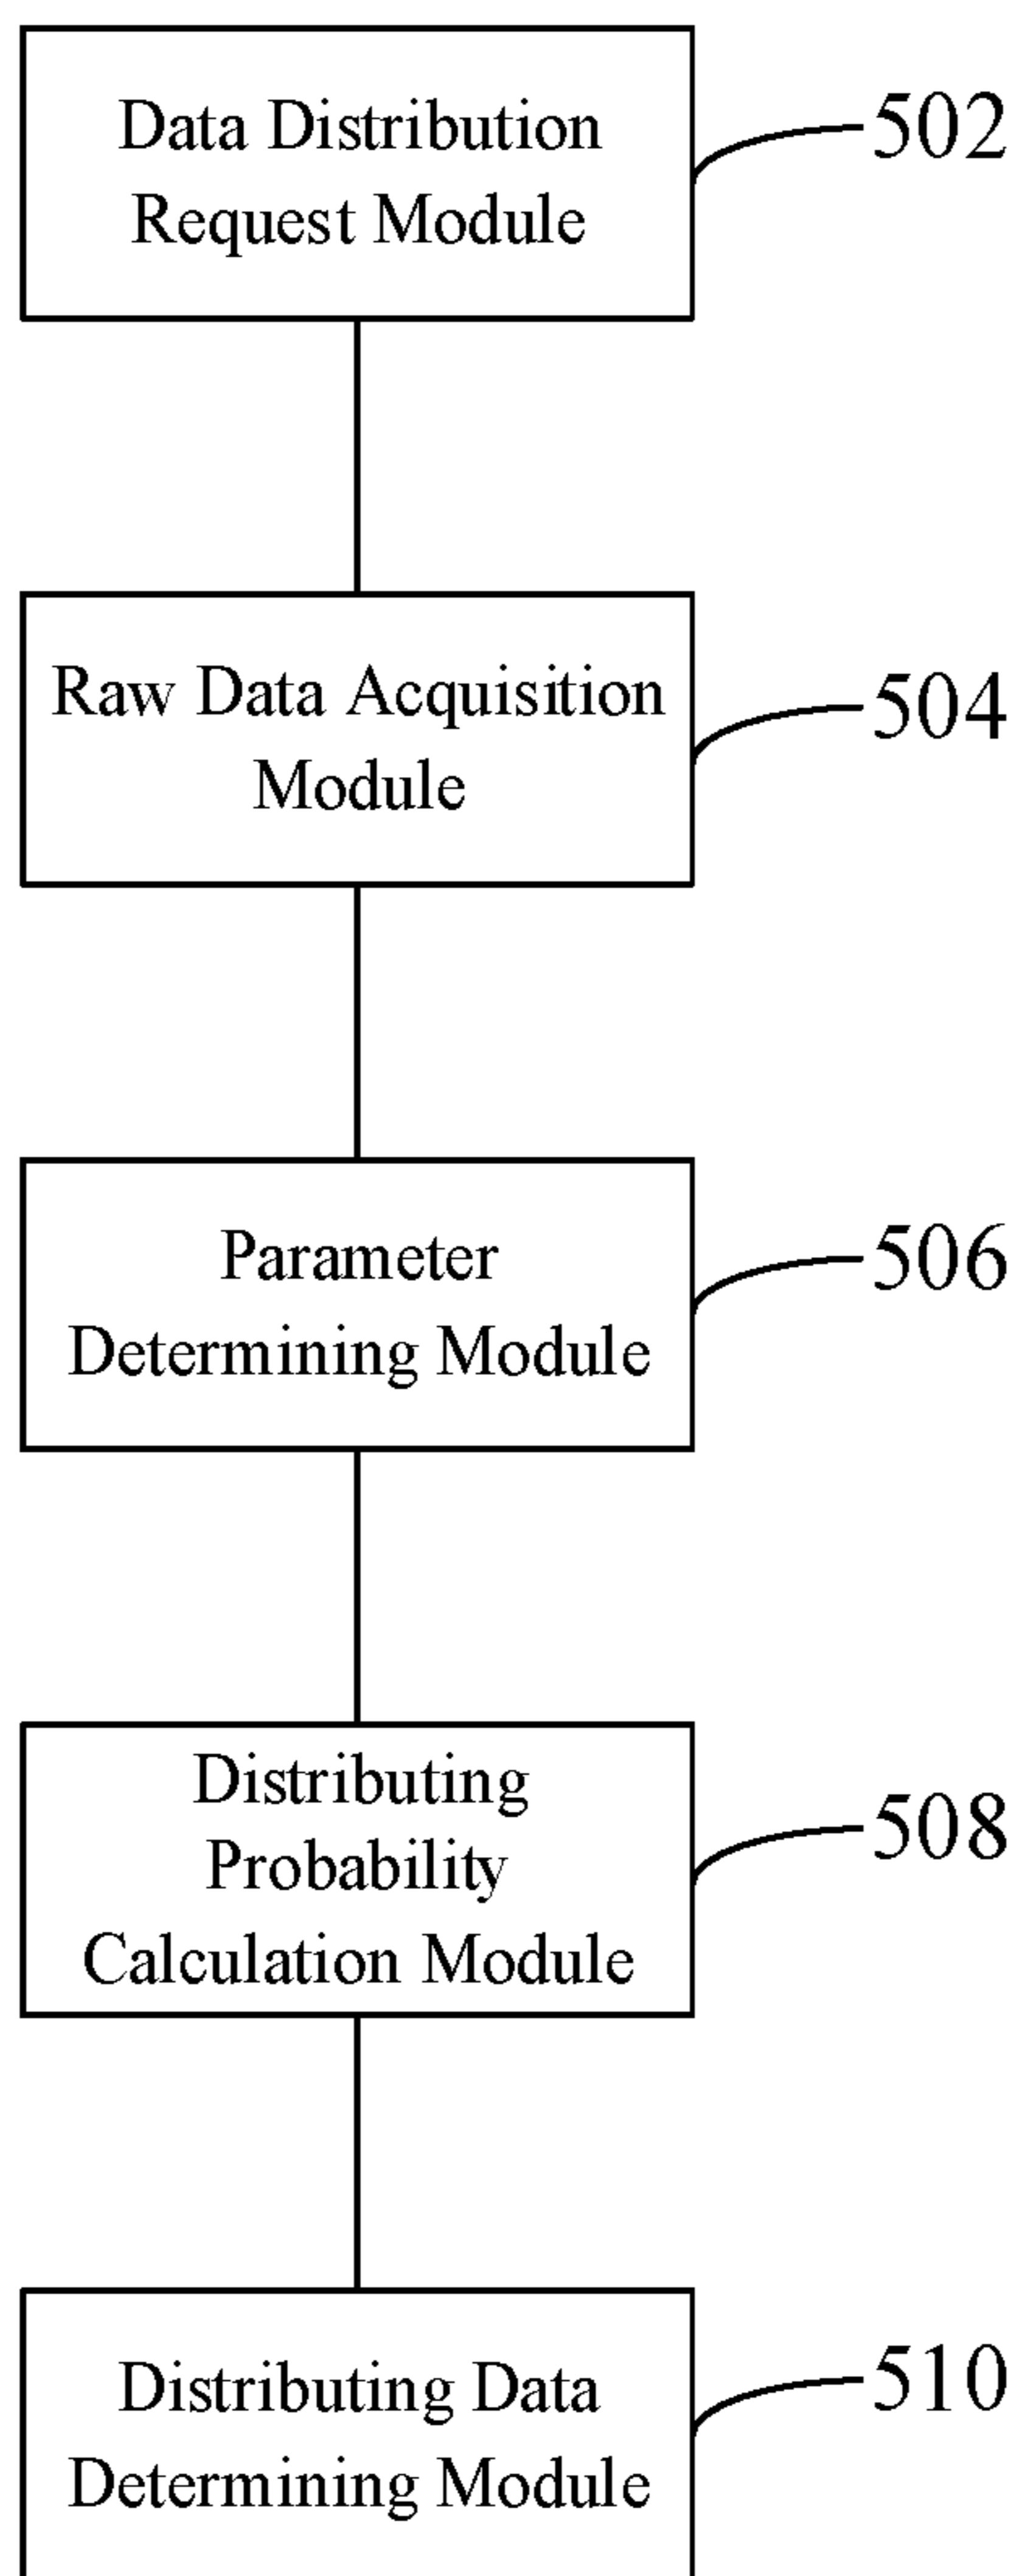 Data Distribution
Request Module
502
Raw Data Acquisition
Module
504
Parameter
Determining Module
506
Distributing
Probability
Calculation Module
508
Distributing Data
Determining Module
510